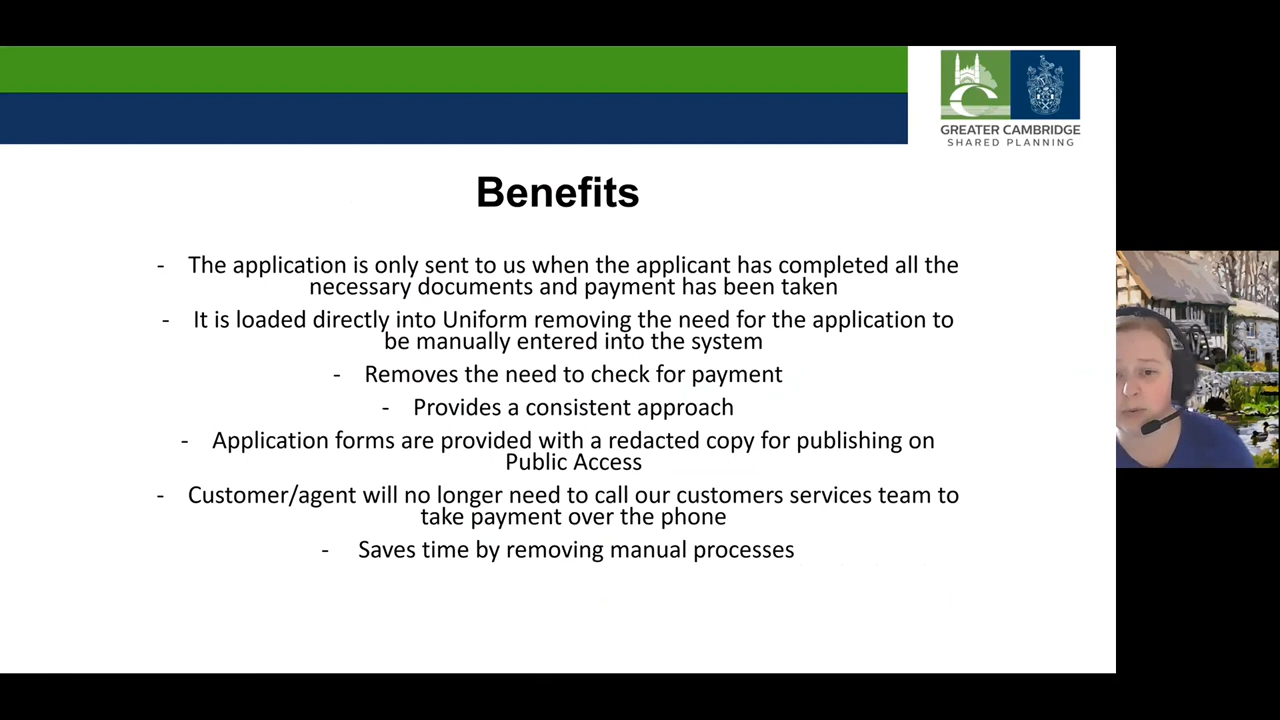 GREATER CAMBRIDGE
SHARED PLANNING
Benefits
- The application is only sent to us when the applicant has completed all the
necessary documents and payment has been taken
- It is loaded directly into Uniform removing the need for the application to
be manually entered into the system
- Removes the need to check for payment
- Provides a consistent approach
- Application forms are provided with a redacted copy for publishing on
Public Access
- Customer/agent will no longer need to call our customers services team to
take payment over the phone
- Saves time by removing manual processes